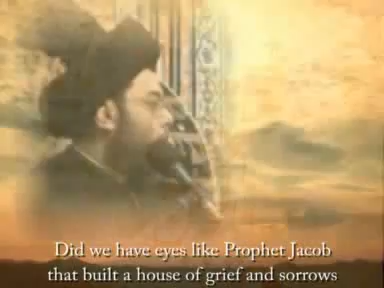 Did we have eyes like Prophet Jacob
that built a house of grief and sorrows